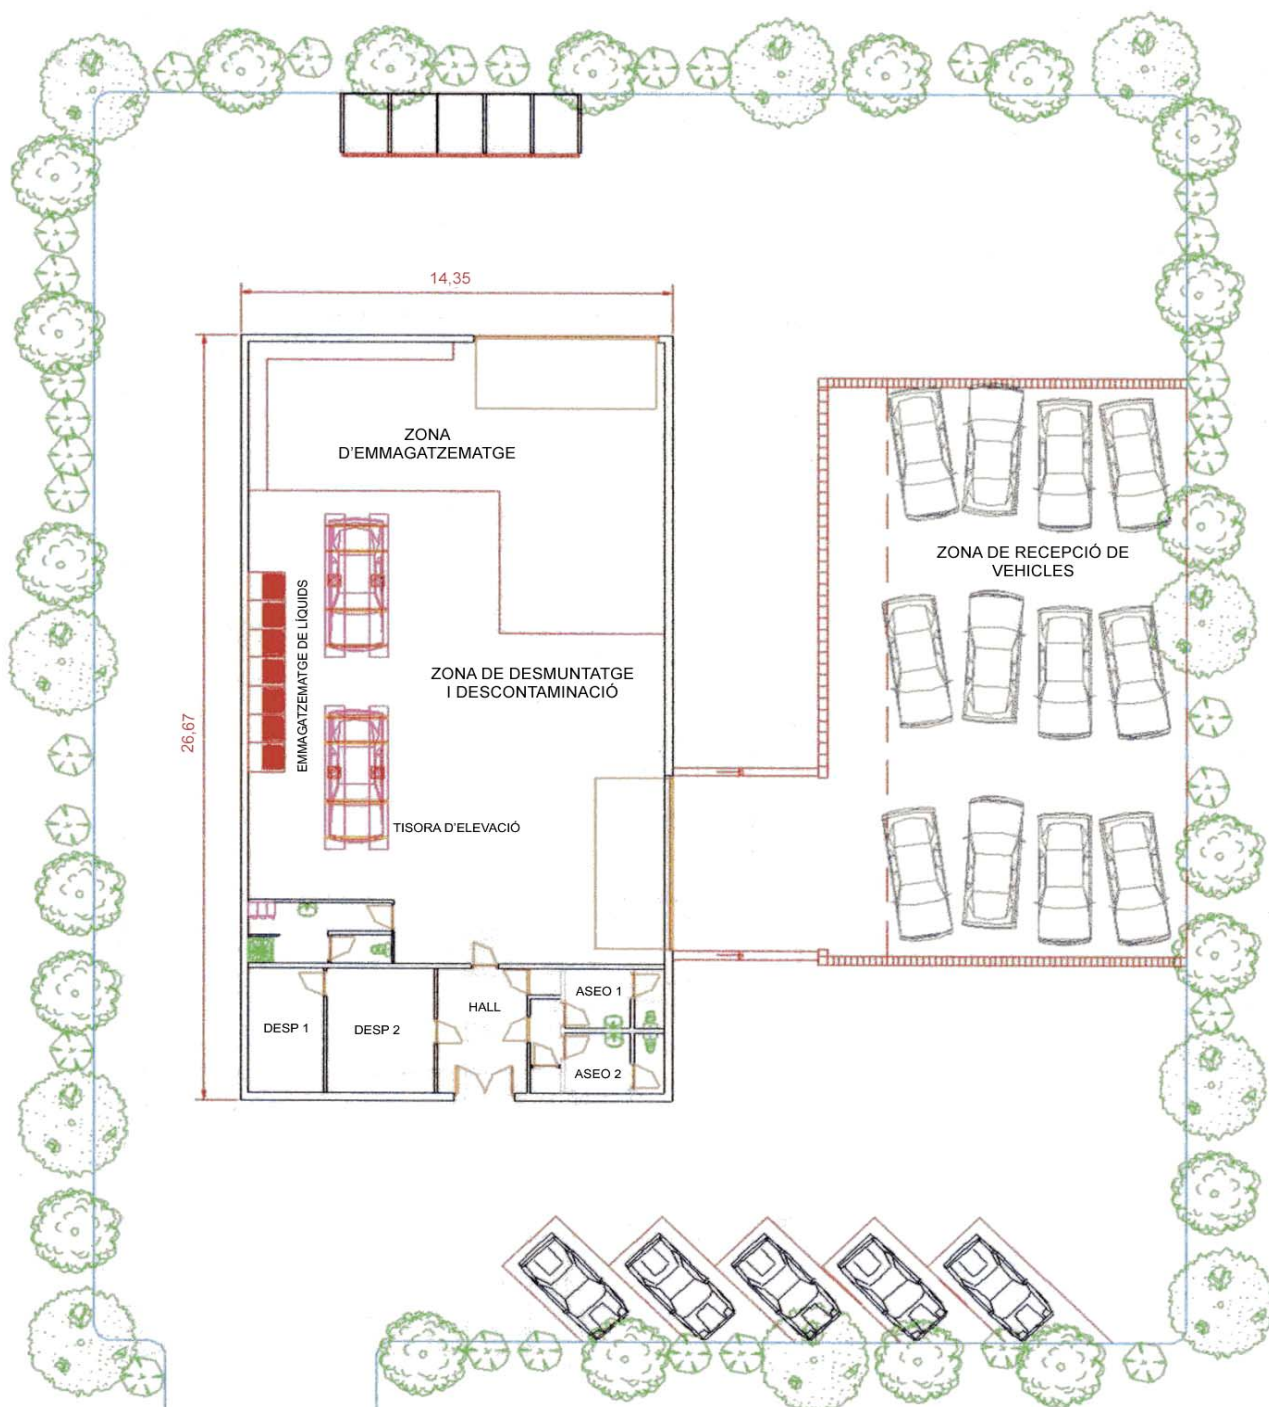 14,35
ZONA
D'EMMAGATZEMATGE
ZONA DE RECEPCIÓ DE
VEHICLES
EMMAGATZEMATGE DE LÍQUIDS
ZONA DE DESMUNTATGE
I DESCONTAMINACIÓ
26,67
TISORA D'ELEVACIÓ
ASEO 1
HALL
DESP 1
DESP 2
ASEO 2